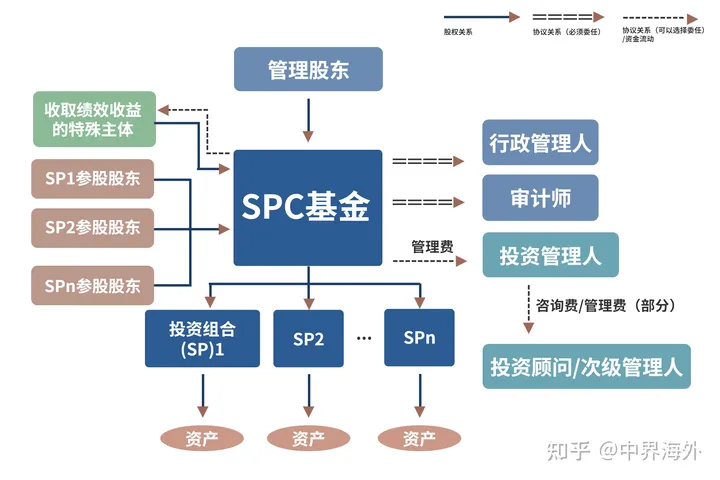 股权关系
协议关系（必须委任）
协议关系（可以选择委任）
/资金流动
管理股东
收取绩效收益
的特殊主体
SP1参股股东
SP2参股股东
SPn参股股东
SPC基金
行政管理人
审计师
管理费
投资管理人
咨询费/管理费（部分）
投资顾问/次级管理人
投资组合
(SP)1
SP2
...
SPn
资产
资产
资产
知乎 @中界海外